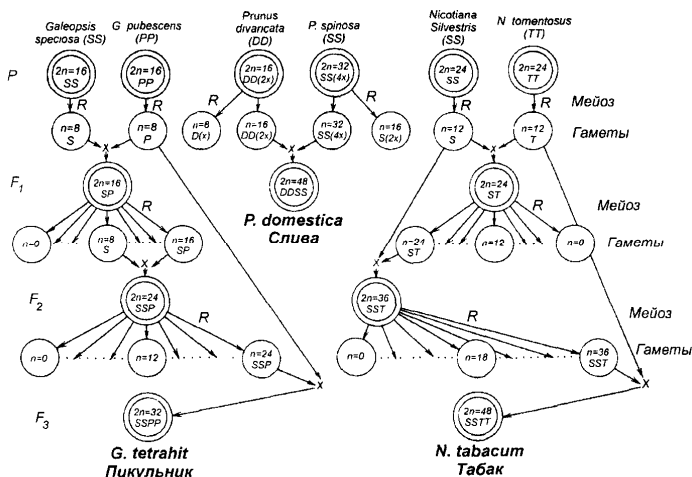 Galeopsis
speciosa (SS)
G pubescens
(PP)
Prunus
divaricata
(DD)
P. spinosa
(SS)
Nicotiana
Silvestris
(SS)
N tomentosus
(TT)
P
2n=16
SS
2n=16
PP
2n=16
DD(2x)
2n=32
SS(4x)
2n=24
SS
2n=24
TT
R
R
R
R
R
R
Мейоз
n=8
S
n=8
P
n=8
D(x)
n=16
DD(2x)
n=32
SS(4x)
n=16
S(2x)
n=12
S
n=12
T
Гаметы
x
x
x
F1
2n=16
SP
2n=48
DDSS
2n=24
ST
R
R
Мейоз
P. domestica
Слива
n=0
n=8
S
n=16
SP
n=24
ST
n=12
n=0
Гаметы
x
x
F2
2n=24
SSP
2n=36
SST
R
R
Мейоз
n=0
n=12
n=24
SSP
n=0
n=18
n=36
SST
Гаметы
x
x
F3
2n=32
SSPP
2n=48
SSTT
G. tetrahit
Пикульник
N. tabacum
Табак